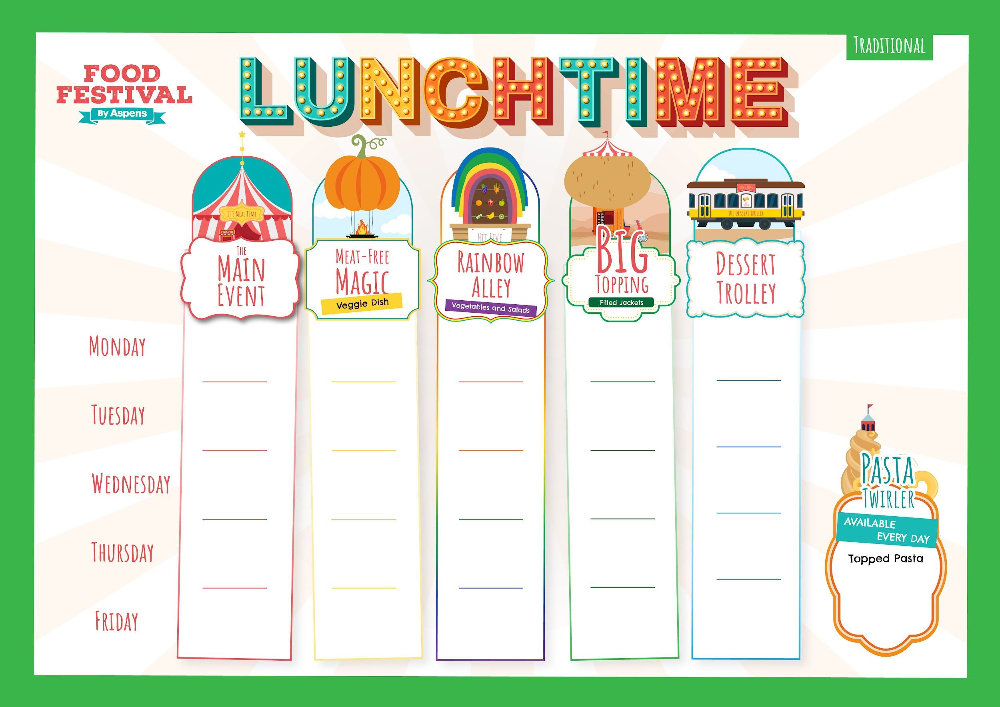 TRADITIONAL
FOOD
FESTIVAL
By Aspens
LUNCHTIME
IT'S MEAL TIME
TICKETS
THE
MAIN
EVENT
MEAT-FREE
MAGIC
Veggie Dish
HIT FIVE
RAINBOW
ALLEY
Vegetables and Salads
BIG
TOPPING
Filled Jackets
NOW SERVING
THE DESSERT TROLLEY
DESSERT
TROLLEY
MONDAY
TUESDAY
WEDNESDAY
THURSDAY
FRIDAY
PASTA
TWIRLER
AVAILABLE
EVERY DAY
Topped Pasta